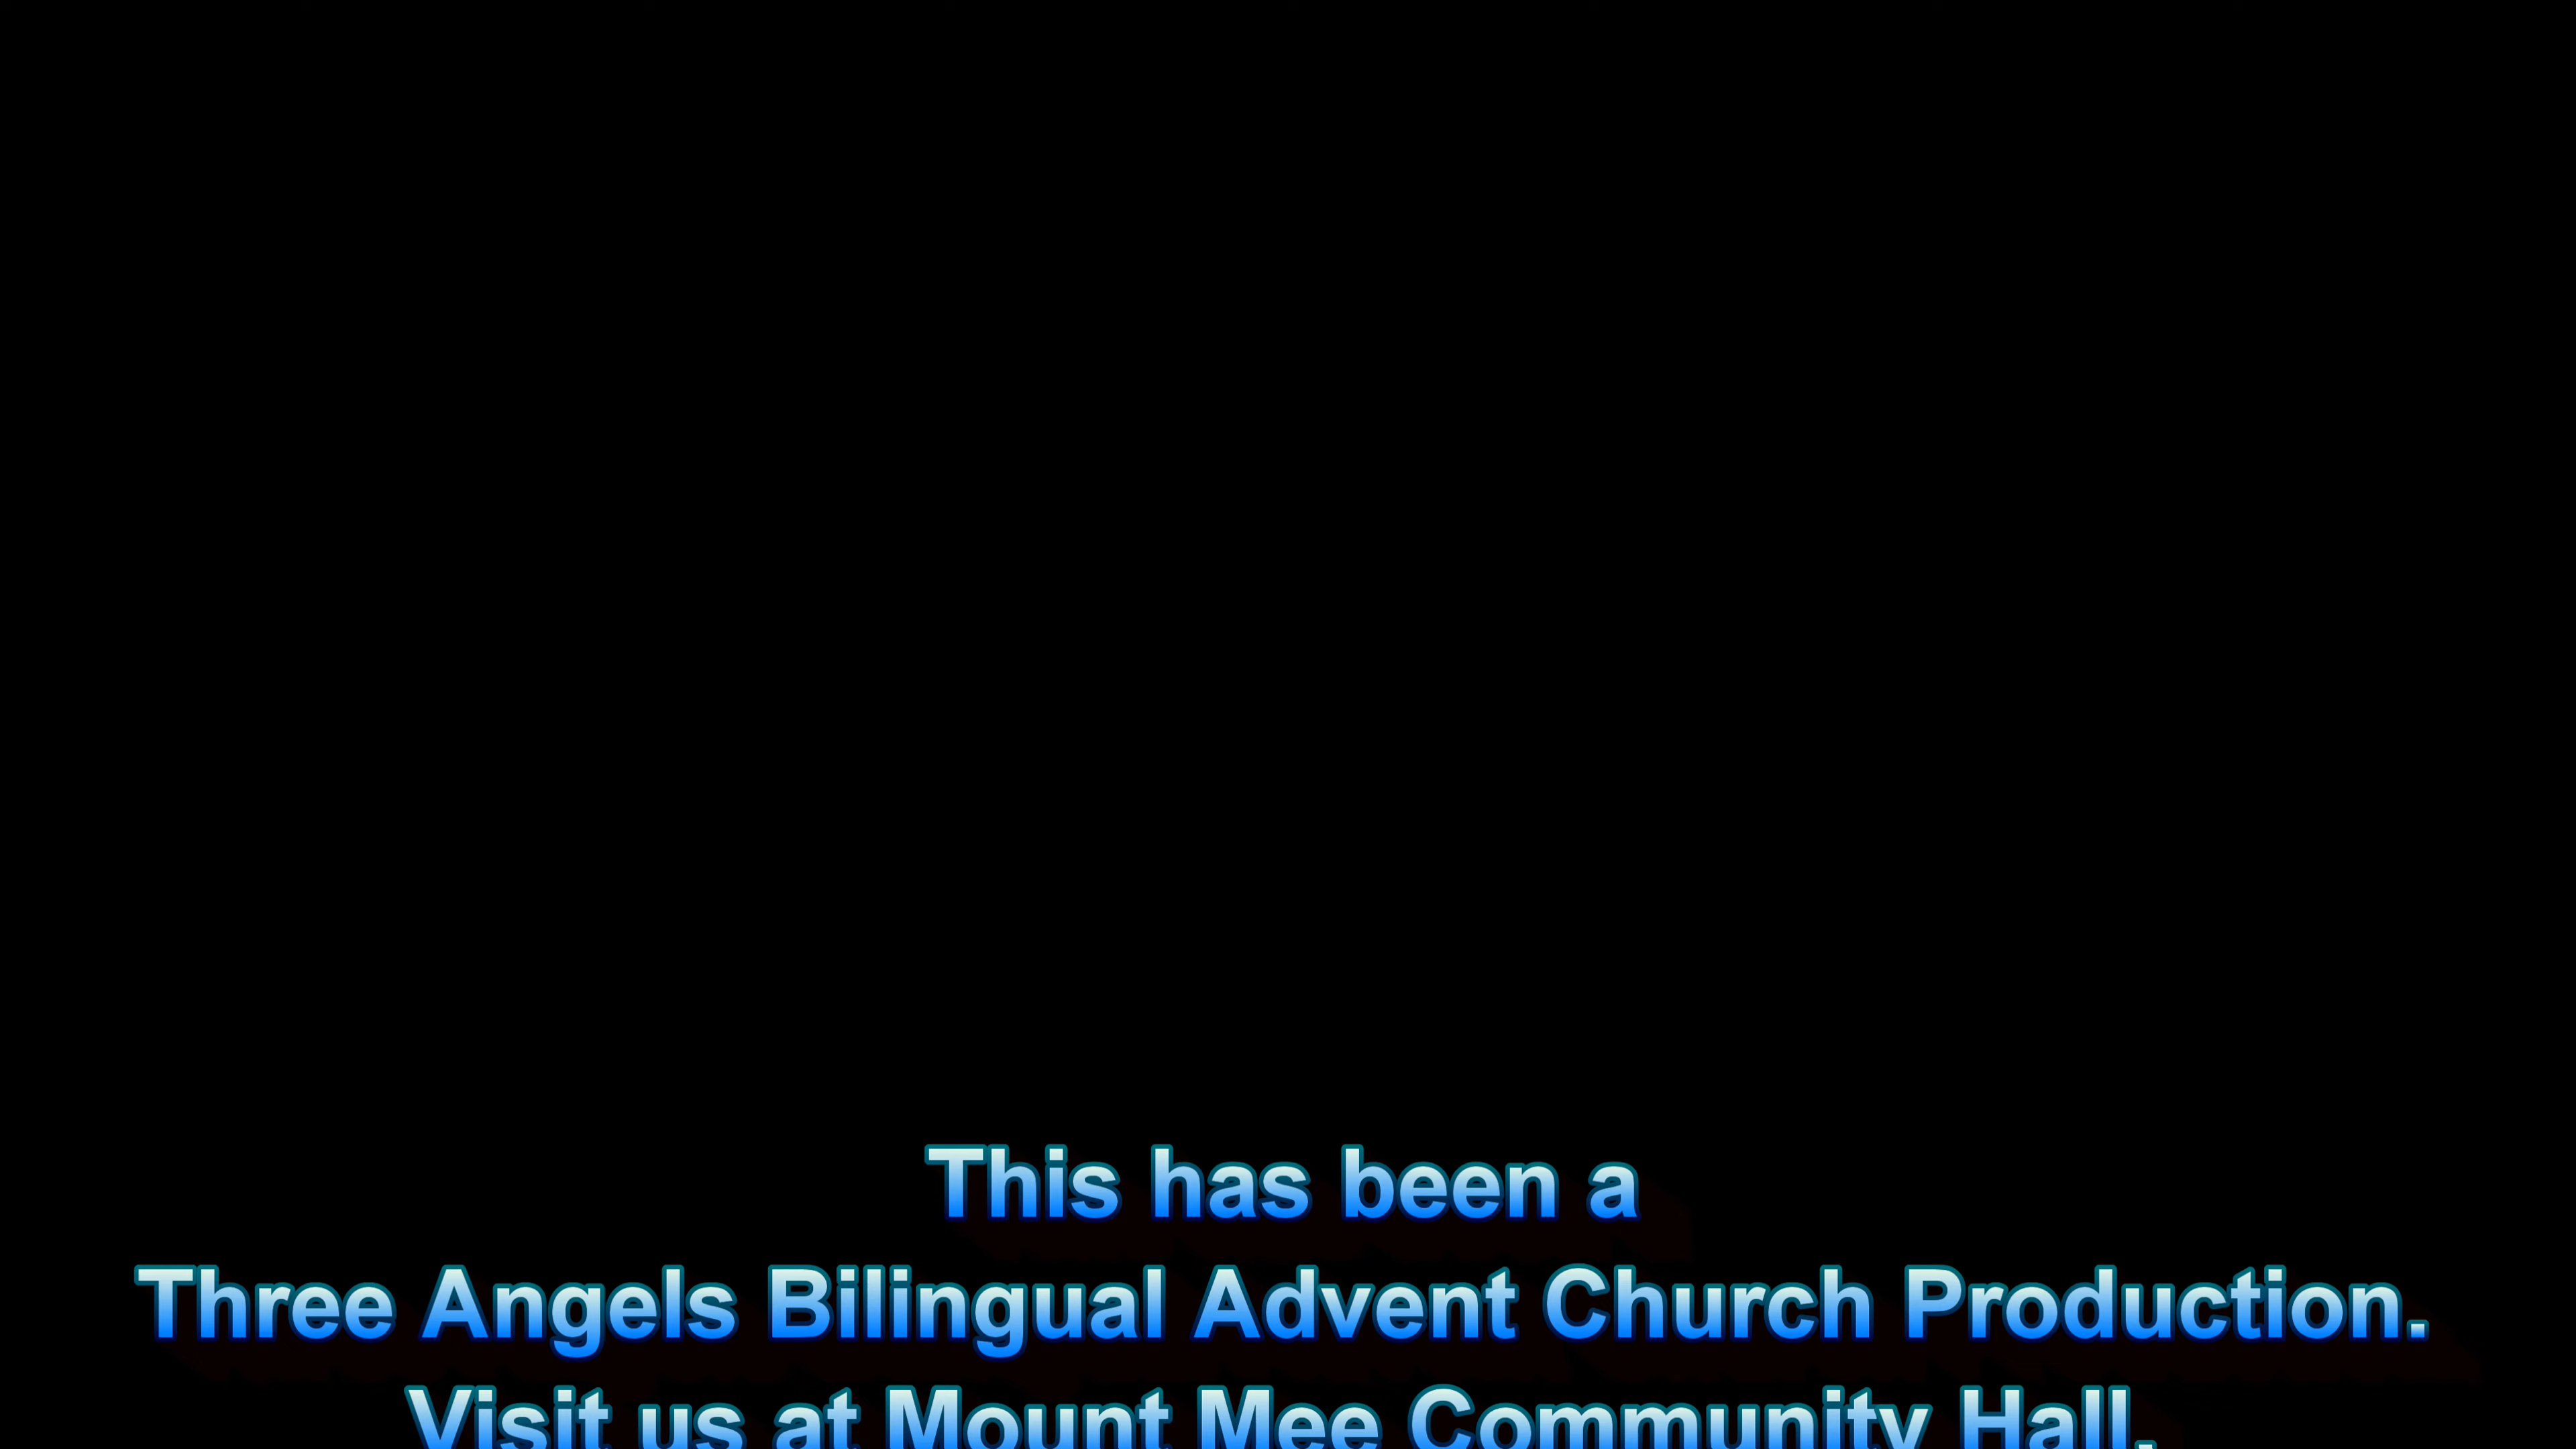 This has been a
Three Angels Bilingual Advent Church Production.
Visit us at Mount Mee Community Hall.